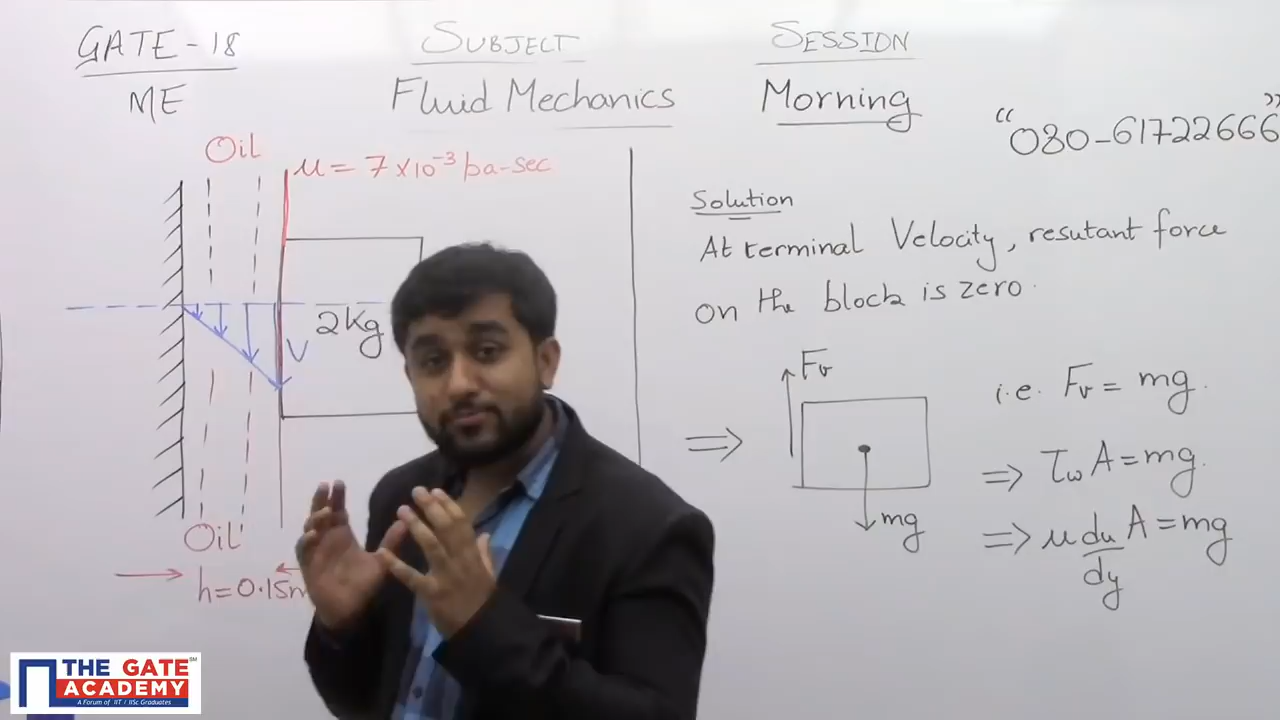 GATE-18
ME
SUBJECT
Fluid Mechanics
SESSION
Morning
"080-61722666"
Oil
μ = 7×10⁻³ pa-sec
2Kg
V
Oil
h=0.15m
Solution
At terminal Velocity, resutant force
on the block is zero.
Fv
mg
i.e. Fv = mg.
⇒ τw A = mg.
⇒ μ du/dy A = mg
THE GATE
ACADEMY
A Forum of IIT / IISc Graduates